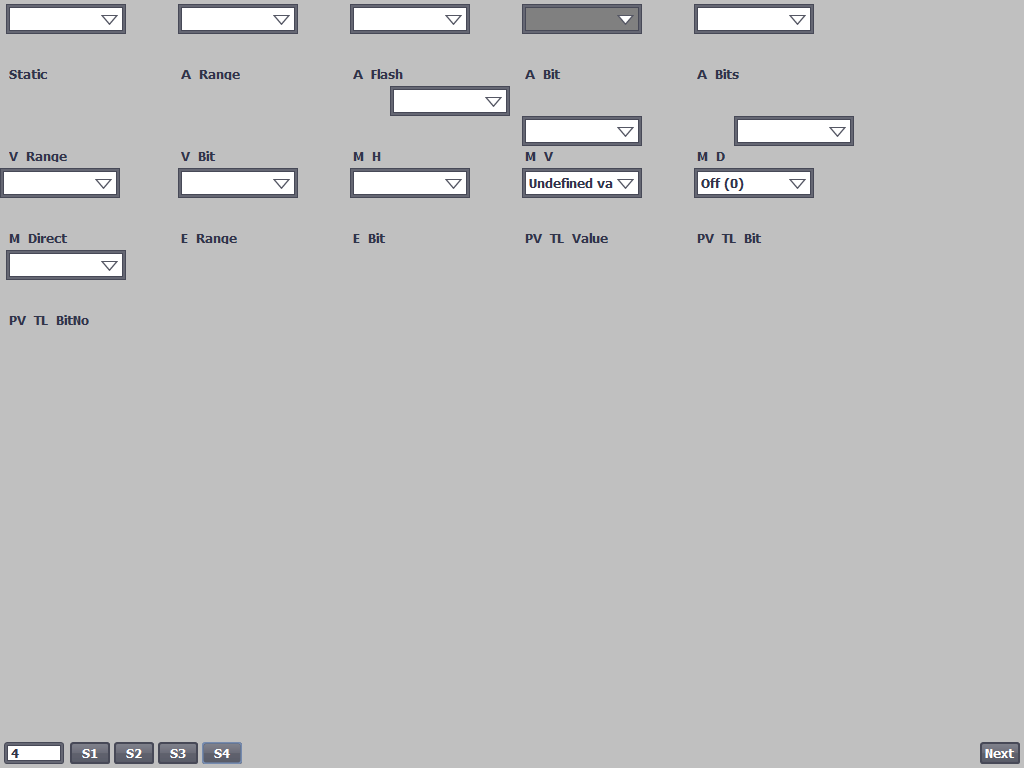 Static A Range A Flash A Bit A Bits
V Range V Bit M H M V M D
Undefined va Off (0)
M Direct E Range E Bit PV TL Value PV TL Bit
PV TL BitNo
4 S1 S2 S3 S4 Next